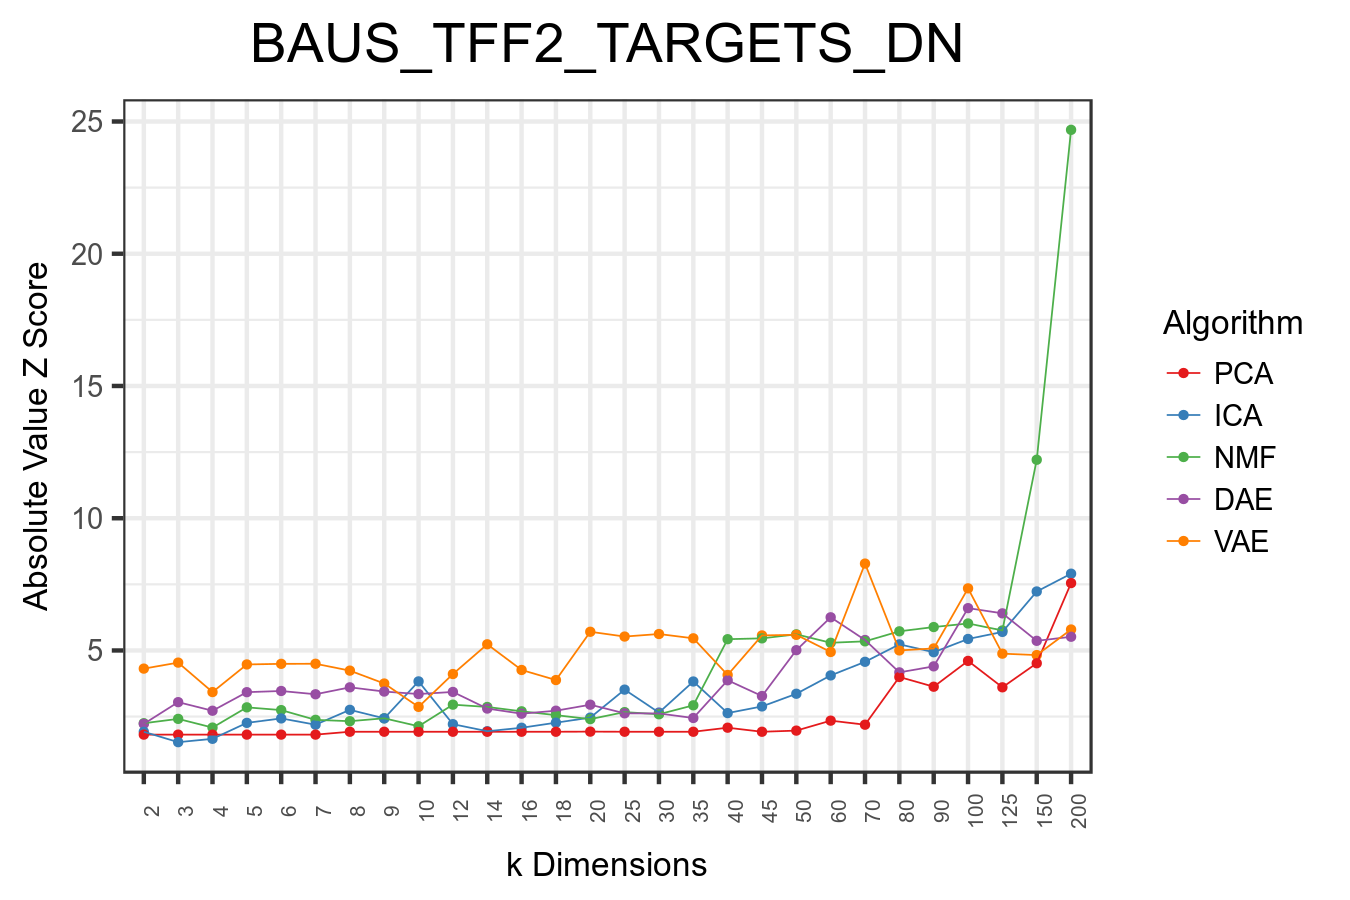 BAUS_TFF2_TARGETS_DN
Absolute Value Z Score
25
20
15
10
5
2 3 4 5 6 7 8 9 10 12 14 16 18 20 25 30 35 40 45 50 60 70 80 90 100 125 150 200
k Dimensions
Algorithm
PCA
ICA
NMF
DAE
VAE